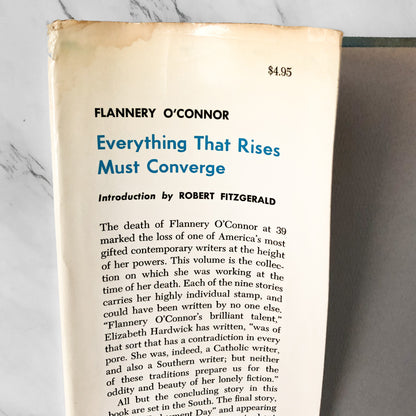 $4.95
FLANNERY O'CONNOR
Everything That Rises
Must Converge
Introduction by ROBERT FITZGERALD
The death of Flannery O'Connor at 39
marked the loss of one of America's most
gifted contemporary writers at the height
of her powers. This volume is the collec-
tion on which she was working at the
time of her death. Each of the nine stories
carries her highly individual stamp, and
could have been written by no one else.
"Flannery O'Connor's brilliant talent,"
Elizabeth Hardwick has written, "was of
that sort that has a contradiction in every
pore. She was, indeed, a Catholic writer,
and also a Southern writer; but neither
of these traditions prepare us for the
oddity and beauty of her lonely fiction."
All but the concluding story in this
book are set in the South. The final story,
Day" and appearing